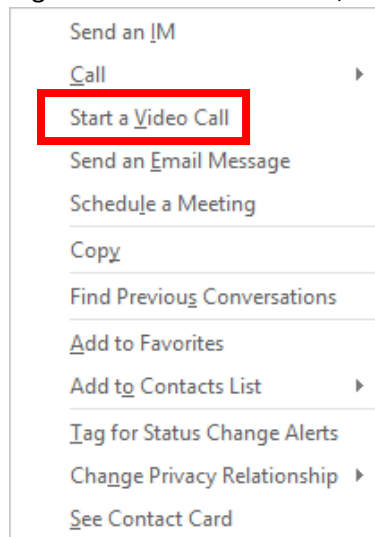 Send an IM
Call
Start a Video Call
Send an Email Message
Schedule a Meeting
Copy
Find Previous Conversations
Add to Favorites
Add to Contacts List
Tag for Status Change Alerts
Change Privacy Relationship
See Contact Card